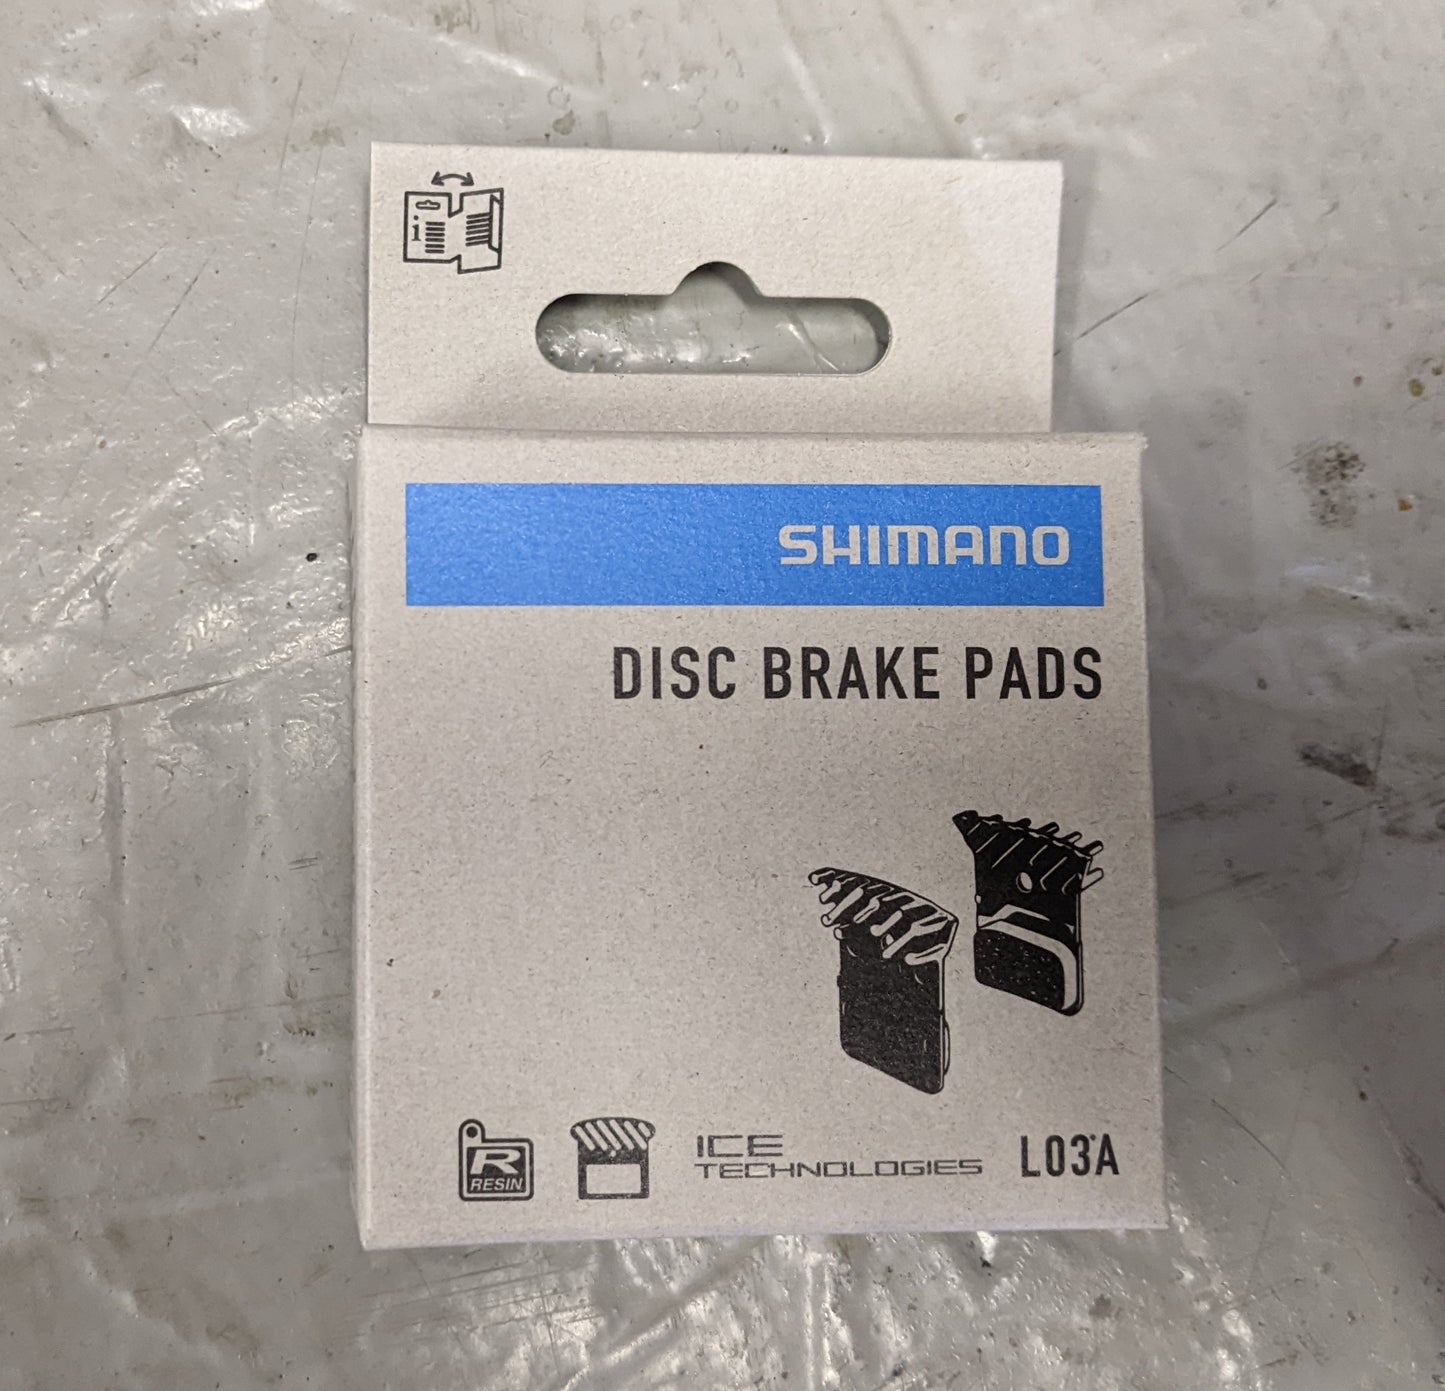 i
SHIMANO
DISC BRAKE PADS
R
RESIN
ICE
TECHNOLOGIES
L03A